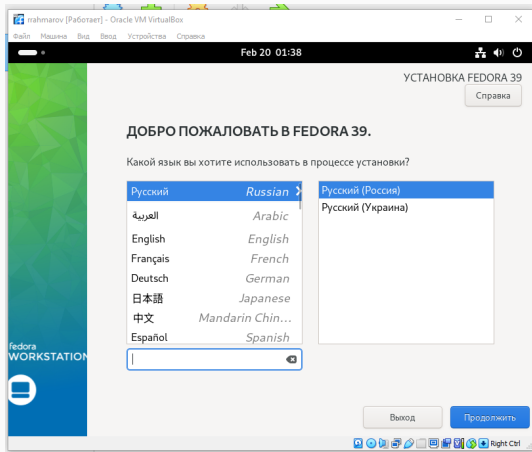 rrahmarov [Работает] - Oracle VM VirtualBox
Файл Машина Вид Ввод Устройства Справка
Feb 20 01:38
УСТАНОВКА FEDORA 39
Справка
ДОБРО ПОЖАЛОВАТЬ В FEDORA 39.
Какой язык вы хотите использовать в процессе установки?
Русский Russian
العربية Arabic
English English
Français French
Deutsch German
日本語 Japanese
中文 Mandarin Chin...
Español Spanish
Русский (Россия)
Русский (Украина)
fedora
WORKSTATION
Выход
Продолжить
Right Ctrl